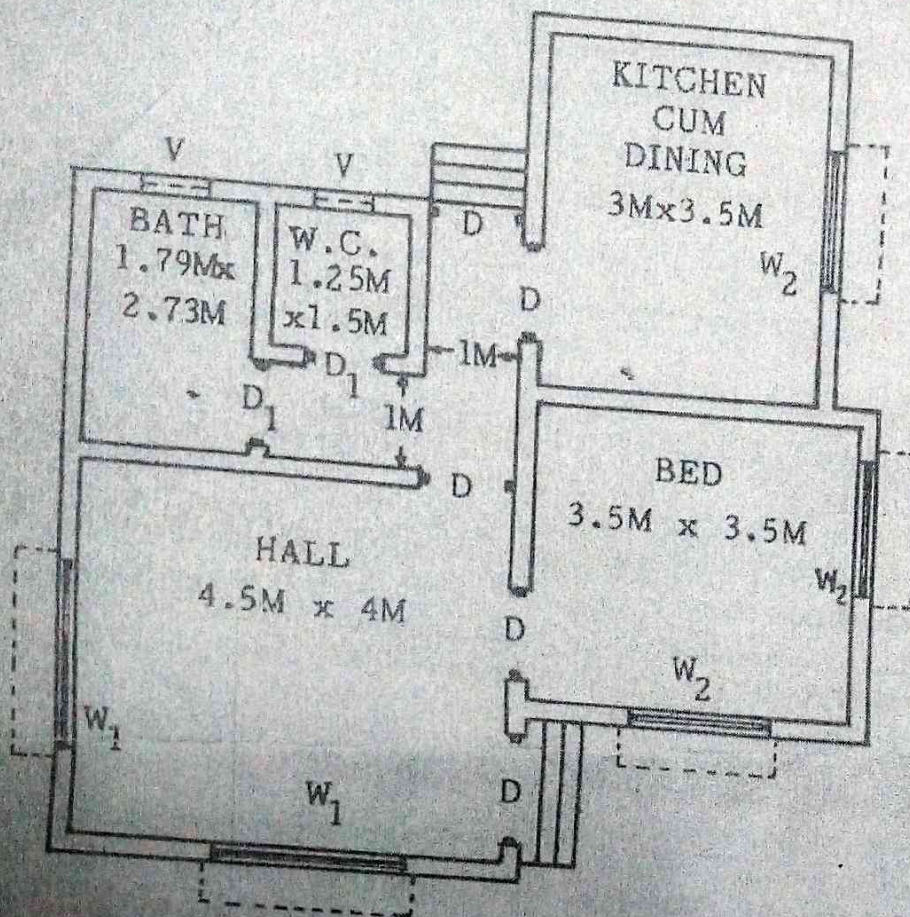 KITCHEN
CUM
DINING
3Mx3.5M
W2
V
V
D
BATH
1.79Mx
2.73M
W.C.
1.25M
x1.5M
D
D1
D1
1M
1M
D
BED
3.5M x 3.5M
W2
HALL
4.5M x 4M
D
W2
W1
W1
D